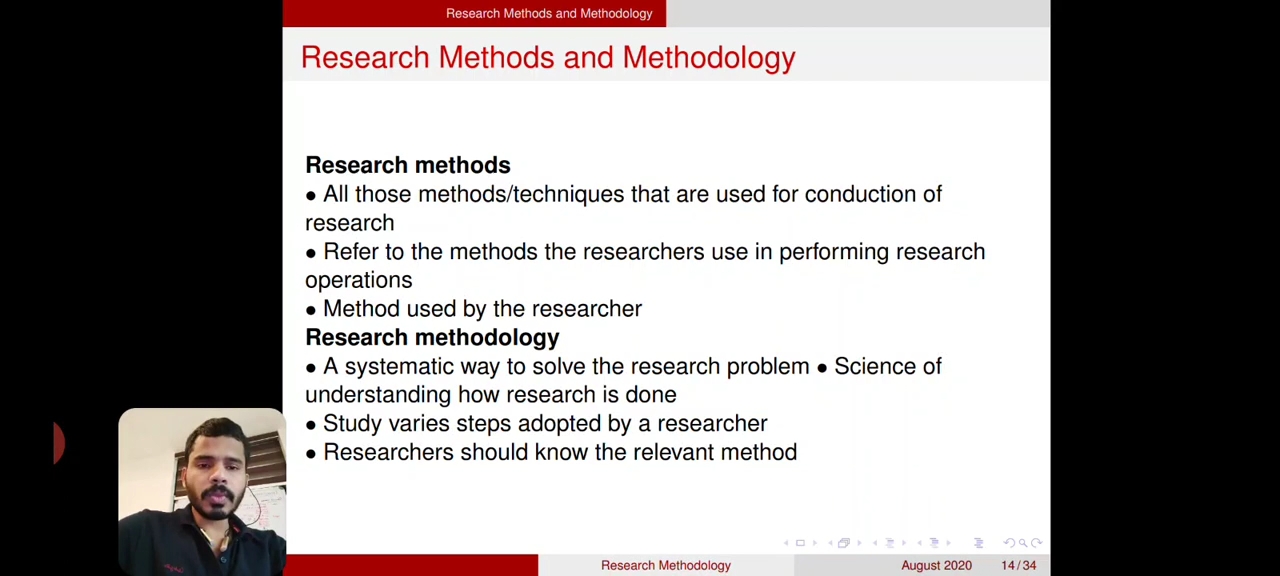 Research Methods and Methodology
Research Methods and Methodology
Research methods
• All those methods/techniques that are used for conduction of
research
• Refer to the methods the researchers use in performing research
operations
• Method used by the researcher
Research methodology
• A systematic way to solve the research problem • Science of
understanding how research is done
• Study varies steps adopted by a researcher
• Researchers should know the relevant method
Research Methodology August 2020 14 / 34